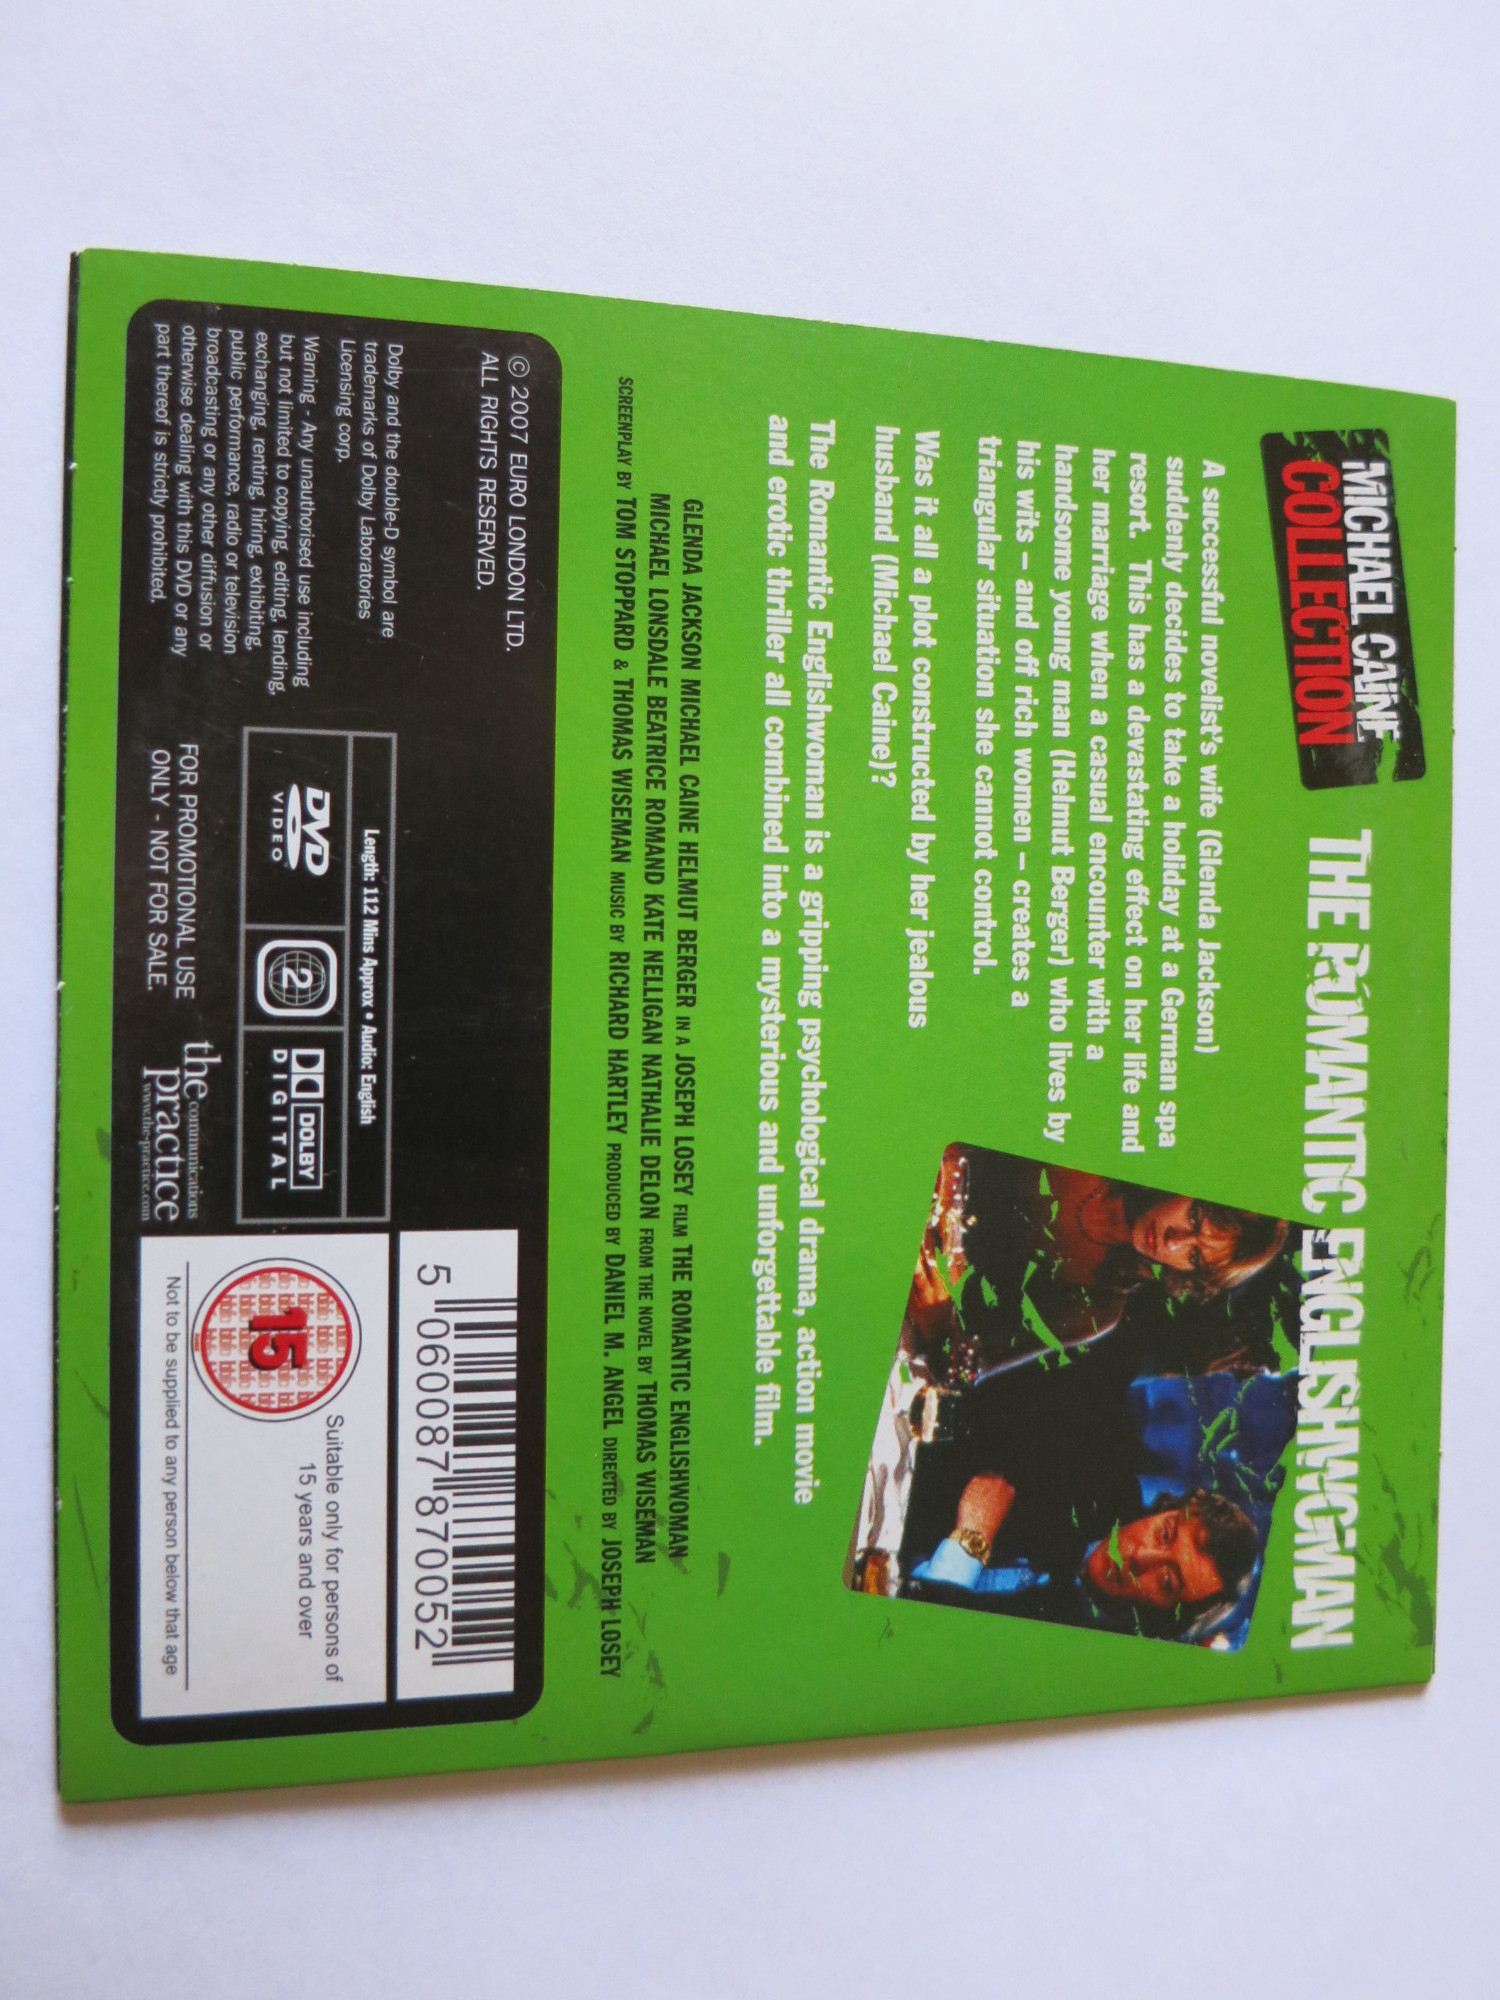 MICHAEL CAINE
COLLECTION
THE ROMANTIC ENGLISHWOMAN
A successful novelist's wife (Glenda Jackson)
suddenly decides to take a holiday at a German spa
resort. This has a devastating effect on her life and
her marriage when a casual encounter with a
handsome young man (Helmut Berger) who lives by
his wits – and off rich women – creates a
triangular situation she cannot control.
Was it all a plot constructed by her jealous
husband (Michael Caine)?
The Romantic Englishwoman is a gripping psychological drama, action movie
and erotic thriller all combined into a mysterious and unforgettable film.
GLENDA JACKSON MICHAEL CAINE HELMUT BERGER IN A JOSEPH LOSEY FILM THE ROMANTIC ENGLISHWOMAN
MICHAEL LONSDALE BEATRICE ROMAND KATE NELLIGAN NATHALIE DELON FROM THE NOVEL BY THOMAS WISEMAN
SCREENPLAY BY TOM STOPPARD & THOMAS WISEMAN MUSIC BY RICHARD HARTLEY PRODUCED BY DANIEL M. ANGEL DIRECTED BY JOSEPH LOSEY
© 2007 EURO LONDON LTD.
ALL RIGHTS RESERVED.
Dolby and the double-D symbol are
trademarks of Dolby Laboratories
Licensing corp.
Warning - Any unauthorised use including
but not limited to copying, editing, lending,
exchanging, renting, hiring, exhibiting,
public performance, radio or television
broadcasting or any other diffusion or
otherwise dealing with this DVD or any
part thereof is strictly prohibited.
Length: 112 Mins Approx • Audio: English
DVD
VIDEO
2
DOLBY
DIGITAL
FOR PROMOTIONAL USE
ONLY - NOT FOR SALE.
the communications
practice
www.the-practice.com
5 060087 870052
15
Suitable only for persons of
15 years and over
Not to be supplied to any person below that age